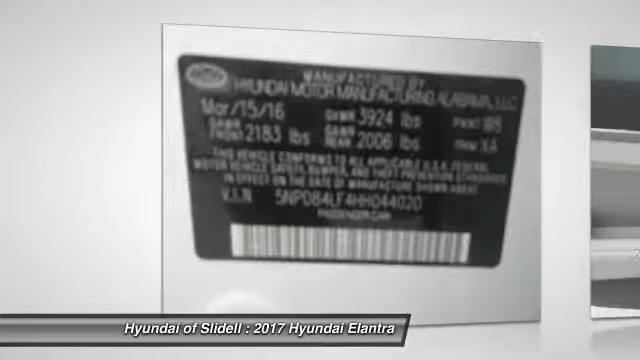 MANUFACTURED BY
HYUNDAI MOTOR MANUFACTURING ALABAMA, LLC
Mar/15/16 GVWR 3924 lbs PAINT
GAWR FRONT 2183 lbs GAWR REAR 2006 lbs TRIM
THIS VEHICLE CONFORMS TO ALL APPLICABLE U.S.A. FEDERAL
MOTOR VEHICLE SAFETY, BUMPER, AND THEFT PREVENTION STANDARDS
IN EFFECT ON THE DATE OF MANUFACTURE SHOWN ABOVE.
V.I.N 5NPD84LF4HH044020
PASSENGER CAR
Hyundai of Slidell : 2017 Hyundai Elantra